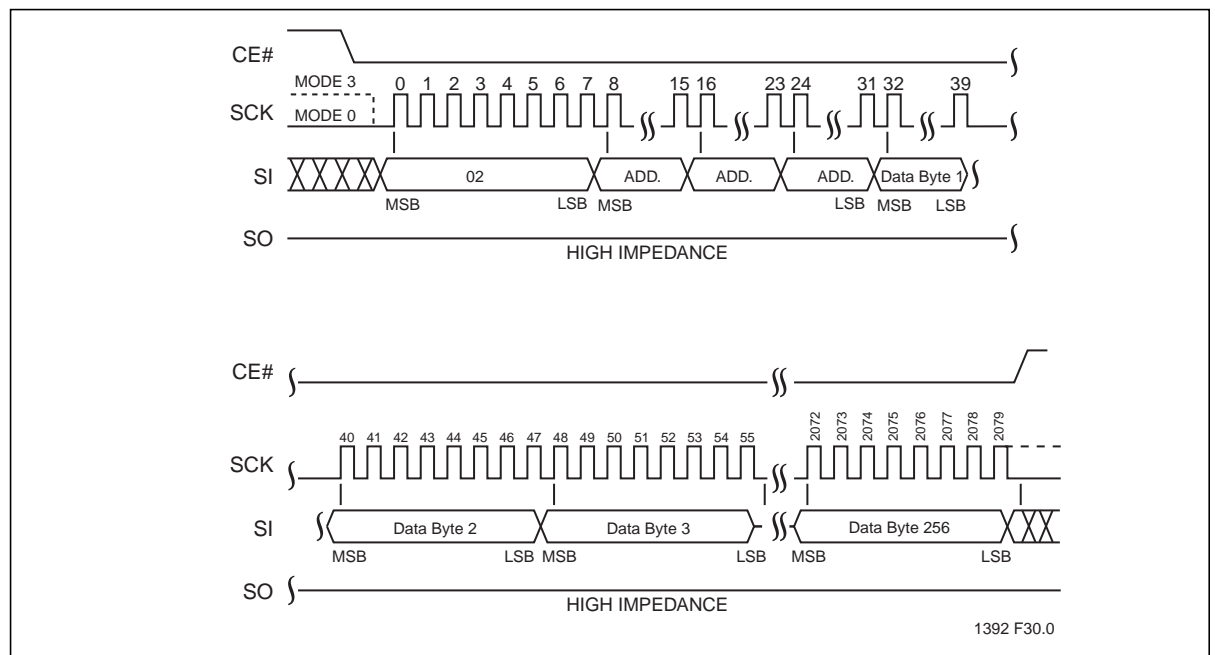 CE#
MODE 3
0 1 2 3 4 5 6 7 8 15 16 23 24 31 32 39
SCK
MODE 0
SI
02 ADD. ADD. ADD. Data Byte 1
MSB LSB MSB LSB MSB LSB
SO
HIGH IMPEDANCE
CE#
40 41 42 43 44 45 46 47 48 49 50 51 52 53 54 55 2072 2073 2074 2075 2076 2077 2078 2079
SCK
SI Data Byte 2 Data Byte 3 Data Byte 256
MSB LSB MSB LSB MSB LSB
SO
HIGH IMPEDANCE
1392 F30.0